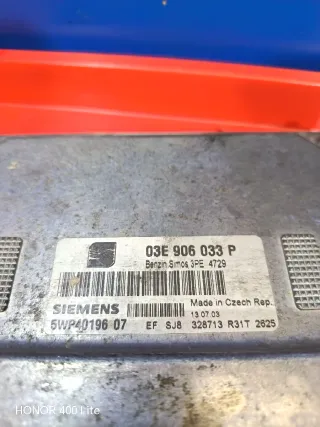 03E 906 033 P
Benzin Simos 3PE 4729
SIEMENS
Made in Czech Rep.
13.07.03
5WP40196 07 EF SJ8 328713 R31T 2625
HONOR 400 Lite